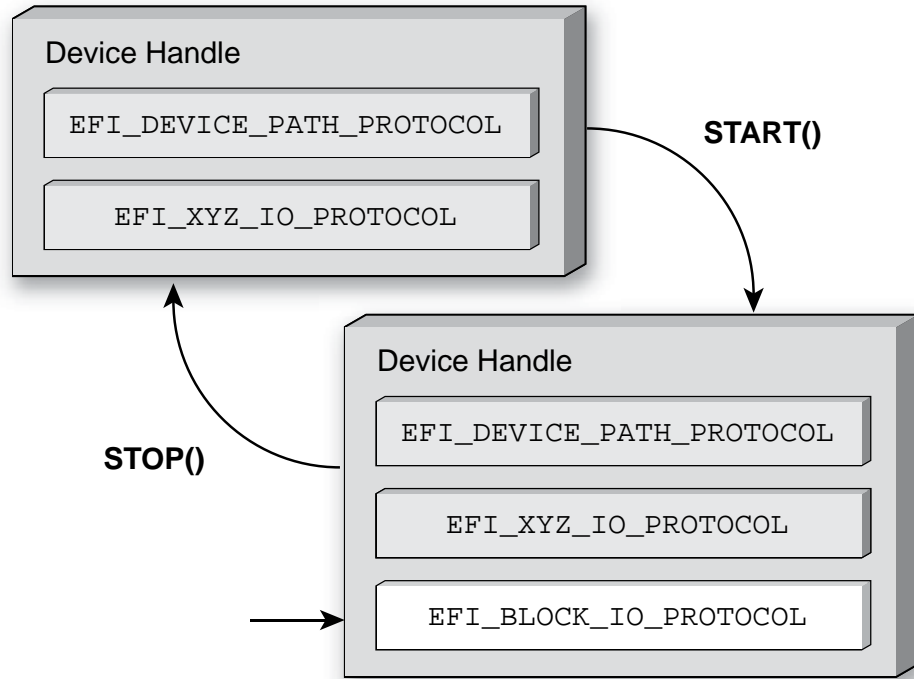 Device Handle
EFI_DEVICE_PATH_PROTOCOL
EFI_XYZ_IO_PROTOCOL
START()
STOP()
Device Handle
EFI_DEVICE_PATH_PROTOCOL
EFI_XYZ_IO_PROTOCOL
EFI_BLOCK_IO_PROTOCOL